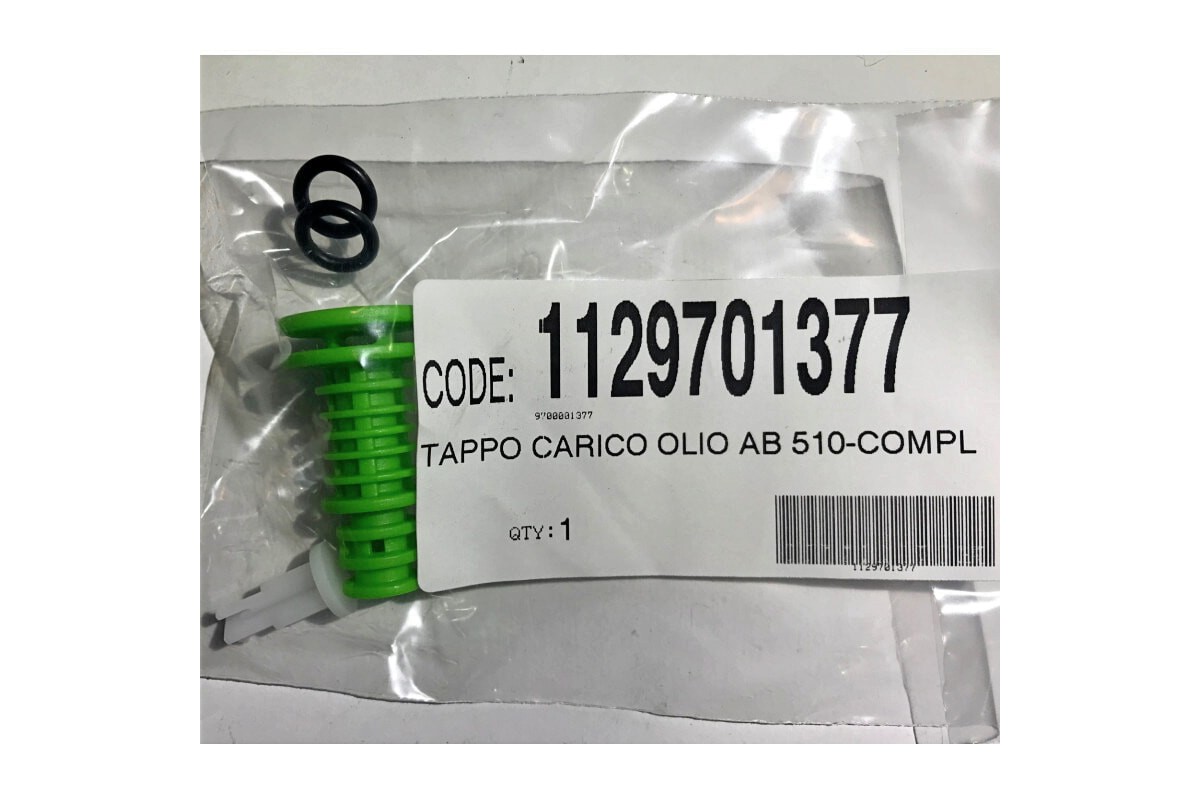 CODE: 1129701377
9700001377
TAPPO CARICO OLIO AB 510-COMPL
QTY: 1
1129701377